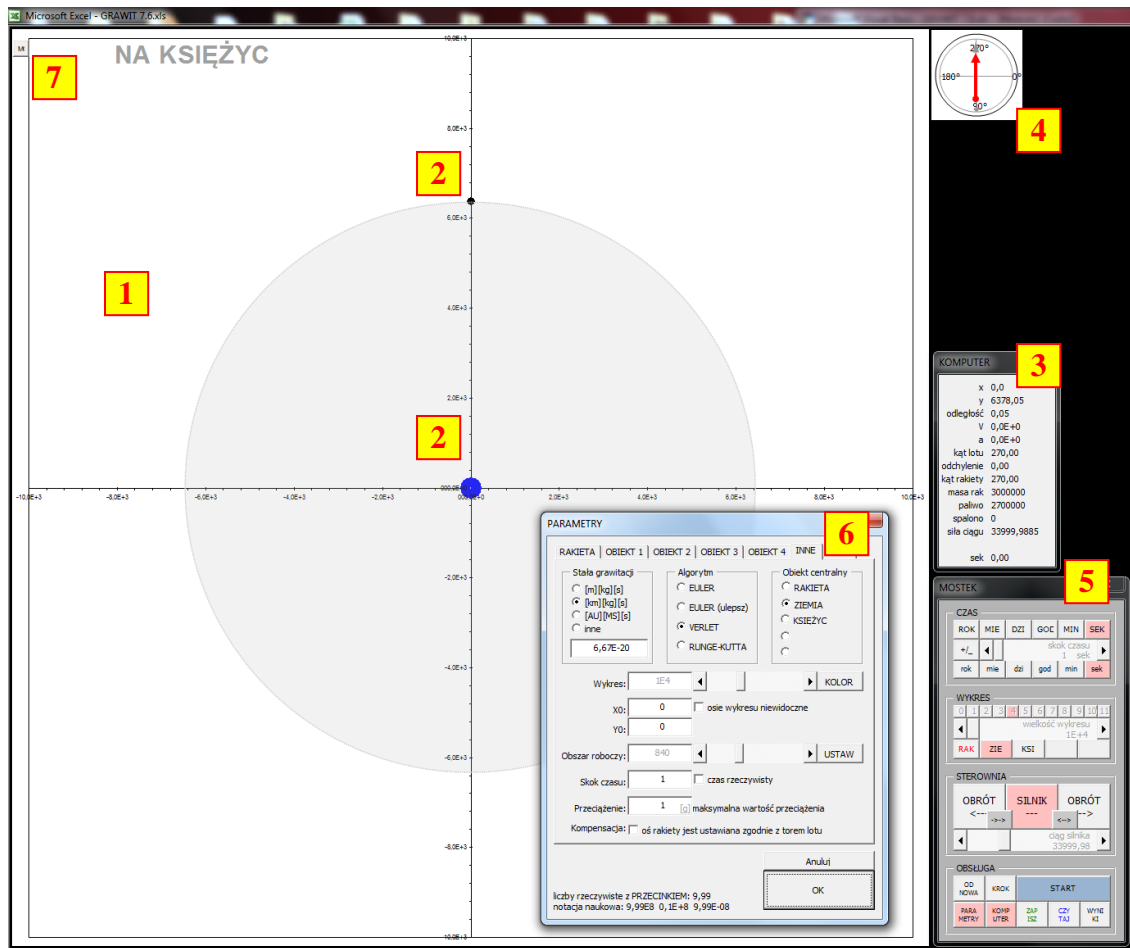 Microsoft Excel - GRAWIT 7.6.xls
NA KSIĘŻYC
7
10,0E+3
8,0E+3
2
6,0E+3
1
4,0E+3
2,0E+3
2
-10,0E+3 -8,0E+3 -6,0E+3 -4,0E+3 -2,0E+3 2,0E+3 4,0E+3 6,0E+3 8,0E+3 10,0E+3
-2,0E+3
-4,0E+3
-6,0E+3
-8,0E+3
-10,0E+3
270°
180° 0°
90°
4
KOMPUTER
3
x 0,0
y 6378,05
odległość 0,05
V 0,0E+0
a 0,0E+0
kąt lotu 270,00
odchylenie 0,00
kąt rakiety 270,00
masa rak 3000000
paliwo 2700000
spalono 0
siła ciągu 33999,9885
sek 0,00
PARAMETRY
6
RAKIETA OBIEKT 1 OBIEKT 2 OBIEKT 3 OBIEKT 4 INNE
Stała grawitacji
[m][kg][s]
[km][kg][s]
[AU][MS][s]
inne
6,67E-20
Algorytm
EULER
EULER (ulepsz)
VERLET
RUNGE-KUTTA
Obiekt centralny
RAKIETA
ZIEMIA
KSIEŻYC
Wykres: 1E4 KOLOR
X0: 0 osie wykresu niewidoczne
Y0: 0
Obszar roboczy: 840 USTAW
Skok czasu: 1 czas rzeczywisty
Przeciążenie: 1 [g] maksymalna wartość przeciążenia
Kompensacja: oś rakiety jest ustawiana zgodnie z torem lotu
Anuluj
OK
liczby rzeczywiste z PRZECINKIEM: 9,99
notacja naukowa: 9,99E8 0,1E+8 9,99E-08
MOSTEK
5
CZAS
ROK MIE DZI GOD MIN SEK
+/_ skok czasu
1 sek
rok mie dzi god min sek
WYKRES
0 1 2 3 4 5 6 7 8 9 10 11
wielkość wykresu
1E+4
RAK ZIE KSI
STEROWNIA
OBRÓT SILNIK OBRÓT
<--- --- --->
->-> <-->
ciąg silnika
33999,98
OBSŁUGA
OD NOWA KROK START
PARA METRY KOMP UTER ZAP ISZ CZY TAJ WYNI KI